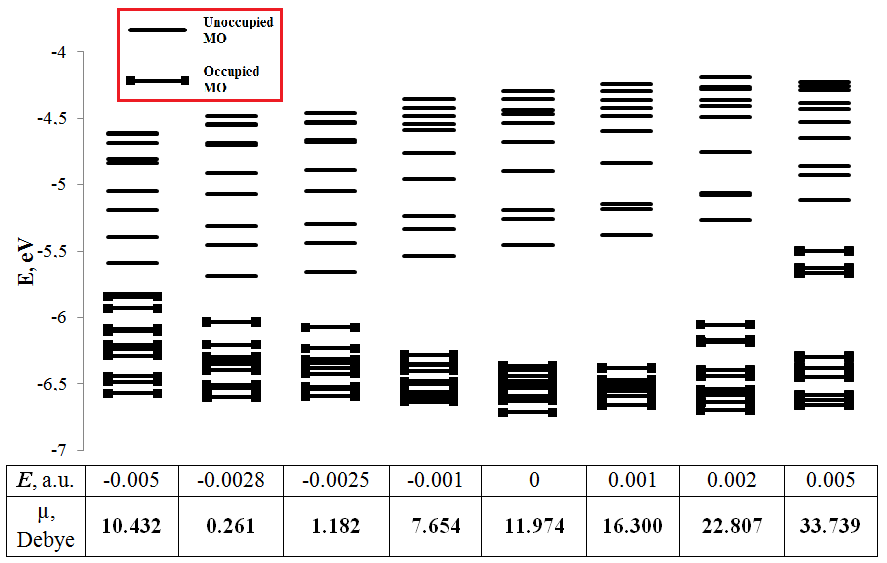 Unoccupied
MO
Occupied
MO
E, eV
-4
-4.5
-5
-5.5
-6
-6.5
-7
E, a.u. -0.005 -0.0028 -0.0025 -0.001 0 0.001 0.002 0.005
μ,
Debye 10.432 0.261 1.182 7.654 11.974 16.300 22.807 33.739